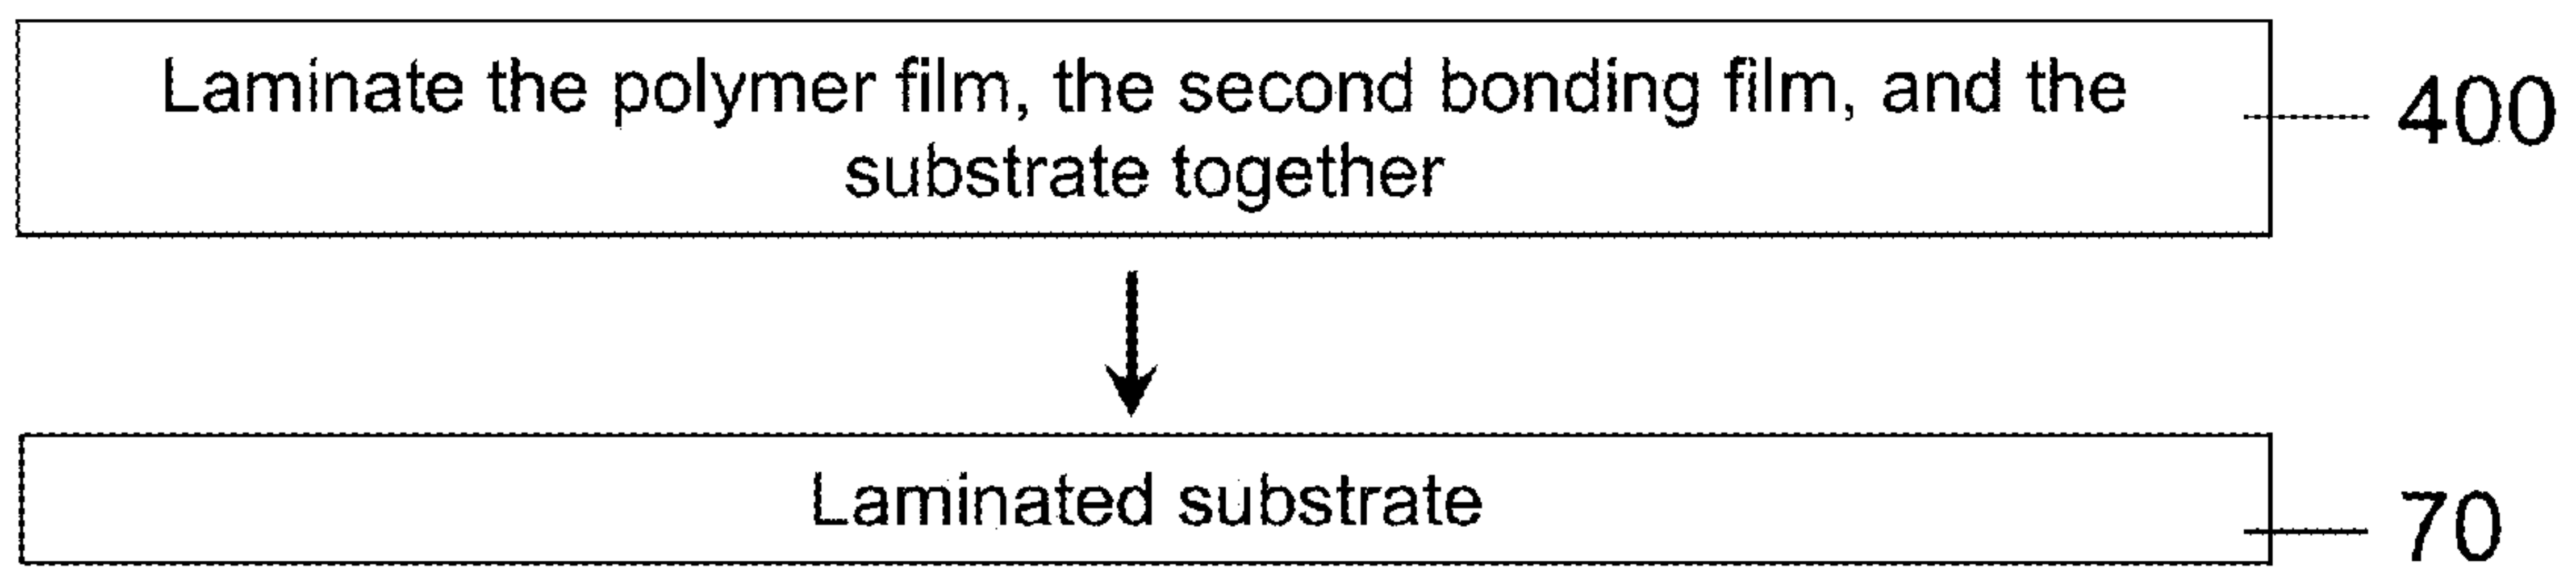 Laminate the polymer film, the second bonding film, and the
400
substrate together
Laminated substrate
70